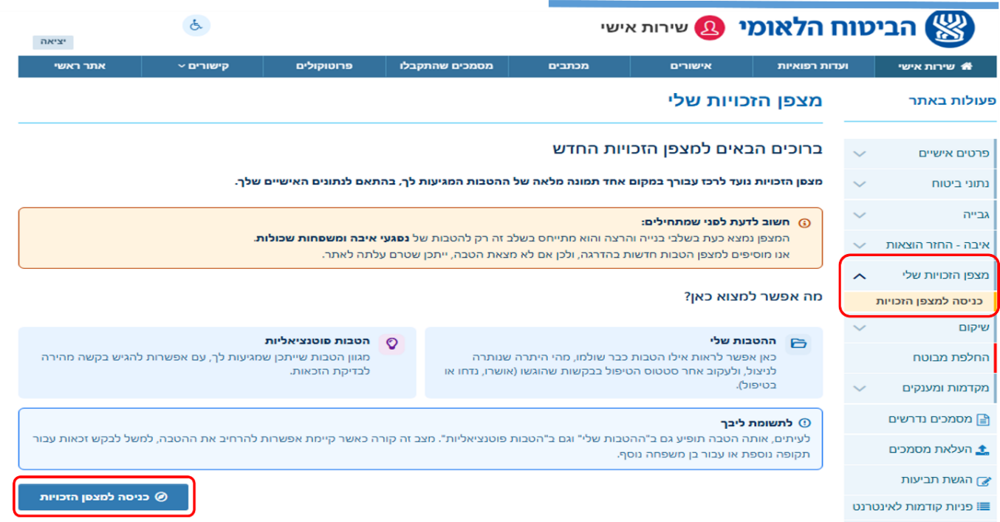 הביטוח הלאומי
שירות אישי
יציאה
שירות אישי
ועדות רפואיות
אישורים
מכתבים
מסמכים שהתקבלו
פרוטוקולים
קישורים
אתר ראשי
פעולות באתר
פרטים אישיים
נתוני ביטוח
גבייה
איבה - החזר הוצאות
מצפן הזכויות שלי
כניסה למצפן הזכויות
שיקום
החלפת מבוטח
מקדמות ומענקים
מסמכים נדרשים
העלאת מסמכים
הגשת תביעות
פניות קודמות לאינטרנט
מצפן הזכויות שלי
ברוכים הבאים למצפן הזכויות החדש
מצפן הזכויות נועד לרכז עבורך במקום אחד תמונה מלאה של ההטבות המגיעות לך, בהתאם לנתונים האישיים שלך.
חשוב לדעת לפני שמתחילים:
המצפן נמצא כעת בשלבי בנייה והרצה והוא מתייחס בשלב זה רק להטבות של נפגעי איבה ומשפחות שכולות.
אנו מוסיפים למצפן הטבות חדשות בהדרגה, ולכן אם לא מצאת הטבה, ייתכן שטרם עלתה לאתר.
מה אפשר למצוא כאן?
ההטבות שלי
כאן אפשר לראות אילו הטבות כבר שולמו, מהי היתרה שנותרה
לניצול, ולעקוב אחר סטטוס הטיפול בבקשות שהוגשו (אושרו, נדחו או
בטיפול).
הטבות פוטנציאליות
מגוון הטבות שייתכן שמגיעות לך, עם אפשרות להגיש בקשה מהירה
לבדיקת הזכאות.
לתשומת ליבך
לעיתים, אותה הטבה תופיע גם ב"ההטבות שלי" וגם ב"הטבות פוטנציאליות". מצב זה קורה כאשר קיימת אפשרות להרחיב את ההטבה, למשל לבקש זכאות עבור
תקופה נוספת או עבור בן משפחה נוסף.
כניסה למצפן הזכויות